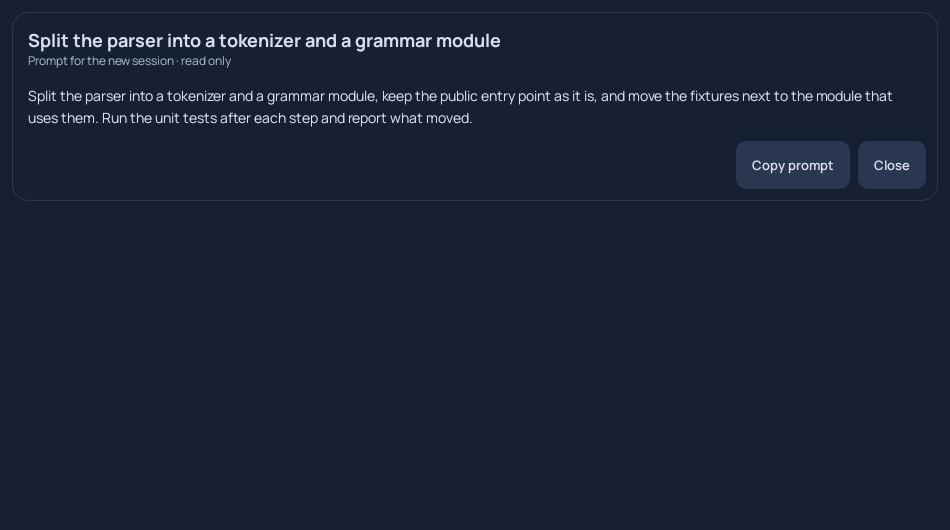 Split the parser into a tokenizer and a grammar module
Prompt for the new session · read only
Split the parser into a tokenizer and a grammar module, keep the public entry point as it is, and move the fixtures next to the module that
uses them. Run the unit tests after each step and report what moved.
Copy prompt
Close